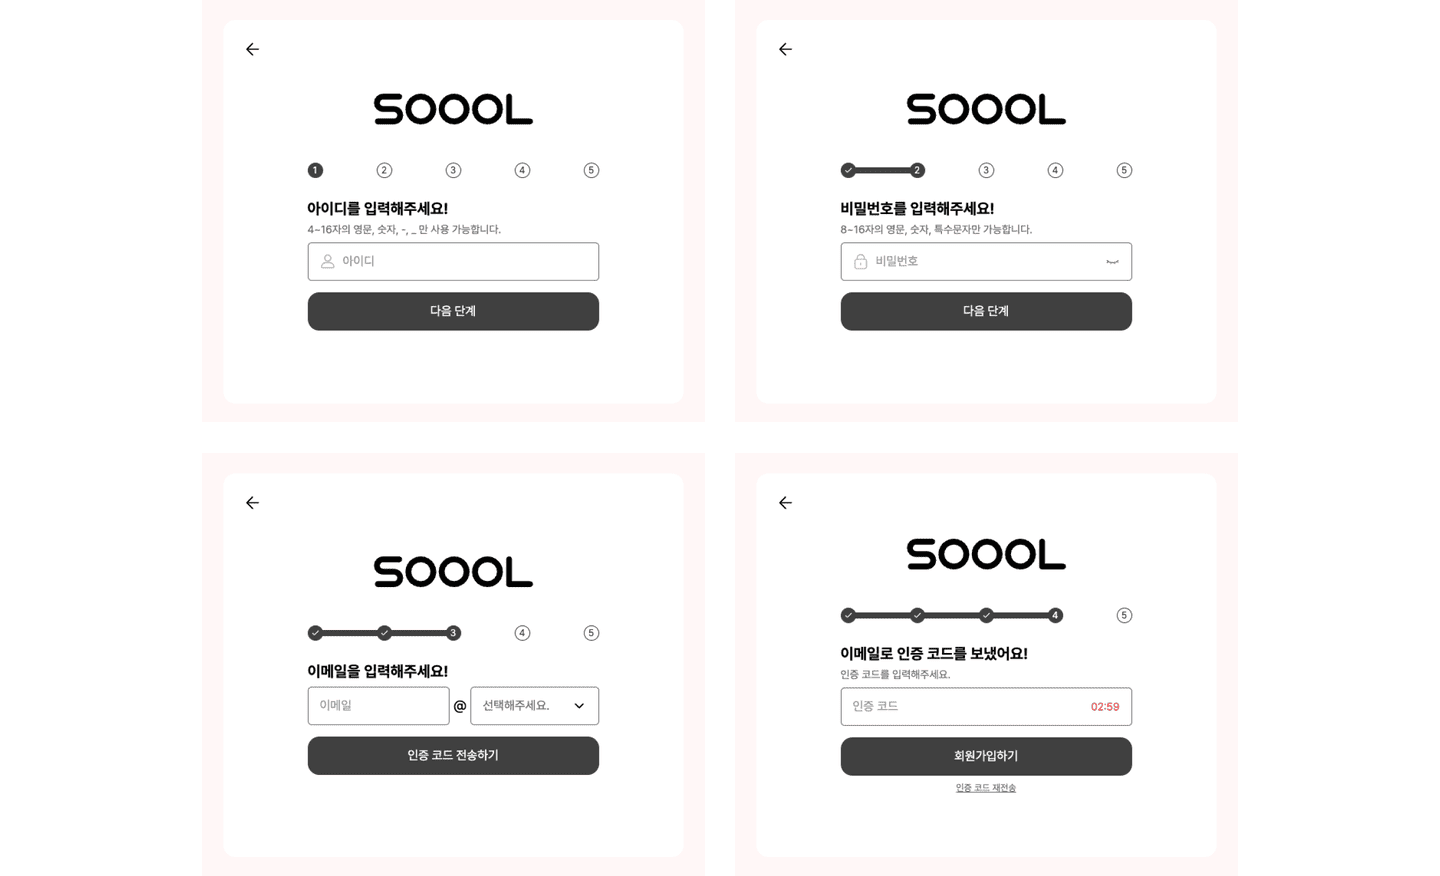 SOOOL
1 2 3 4 5
아이디를 입력해주세요!
4-16자의 영문, 숫자, -, _ 만 사용 가능합니다.
아이디
다음 단계
SOOOL
2 3 4 5
비밀번호를 입력해주세요!
8-16자의 영문, 숫자, 특수문자만 가능합니다.
비밀번호
다음 단계
SOOOL
3 4 5
이메일을 입력해주세요!
이메일 @ 선택해주세요.
인증 코드 전송하기
SOOOL
4 5
이메일로 인증 코드를 보냈어요!
인증 코드를 입력해주세요.
인증 코드 02:59
회원가입하기
인증 코드 재전송